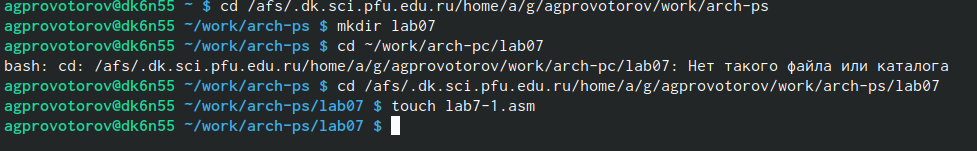 agprovotorov@dk6n55 ~ $ cd /afs/.dk.sci.pfu.edu.ru/home/a/g/agprovotorov/work/arch-ps
agprovotorov@dk6n55 ~/work/arch-ps $ mkdir lab07
agprovotorov@dk6n55 ~/work/arch-ps $ cd ~/work/arch-pc/lab07
bash: cd: /afs/.dk.sci.pfu.edu.ru/home/a/g/agprovotorov/work/arch-pc/lab07: Нет такого файла или каталога
agprovotorov@dk6n55 ~/work/arch-ps $ cd /afs/.dk.sci.pfu.edu.ru/home/a/g/agprovotorov/work/arch-ps/lab07
agprovotorov@dk6n55 ~/work/arch-ps/lab07 $ touch lab7-1.asm
agprovotorov@dk6n55 ~/work/arch-ps/lab07 $